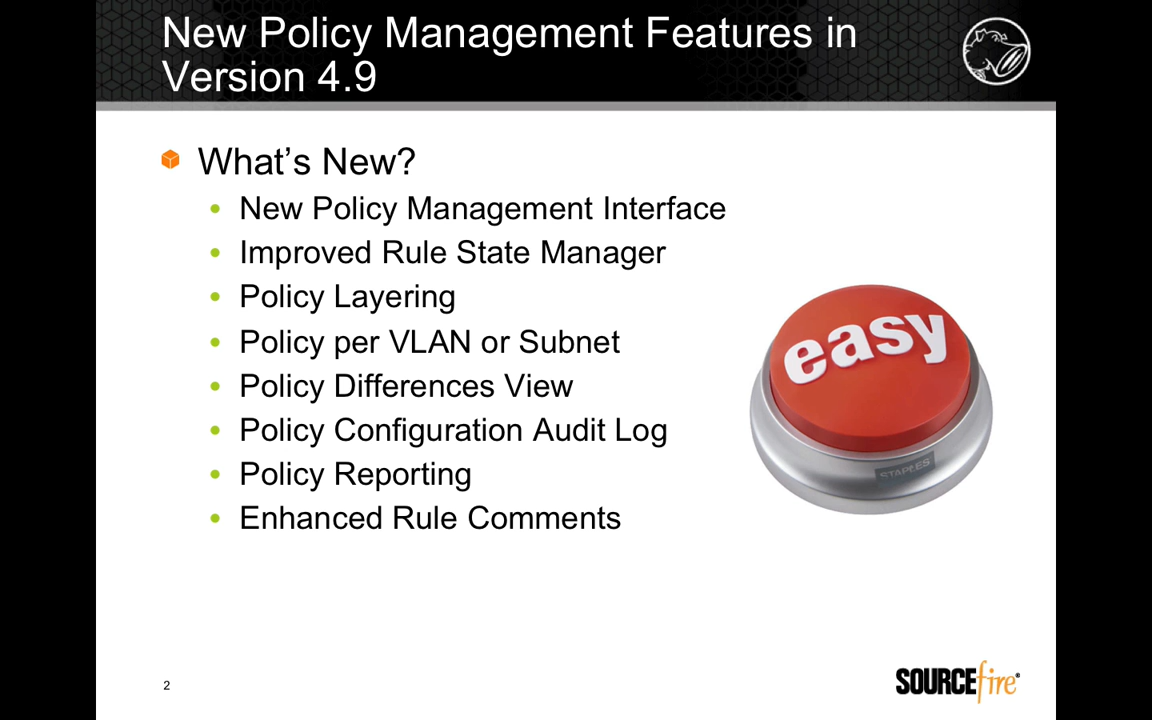 New Policy Management Features in
Version 4.9
What's New?
New Policy Management Interface
Improved Rule State Manager
Policy Layering
Policy per VLAN or Subnet
Policy Differences View
Policy Configuration Audit Log
Policy Reporting
Enhanced Rule Comments
easy
STAPLES
2
SOURCEfire®